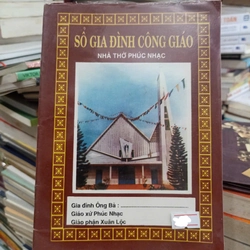 SỔ GIA ĐÌNH CÔNG GIÁO
NHÀ THỜ PHÚC NHẠC
Gia đình Ông Bà :
Giáo xứ Phúc Nhạc
Giáo phận Xuân Lộc